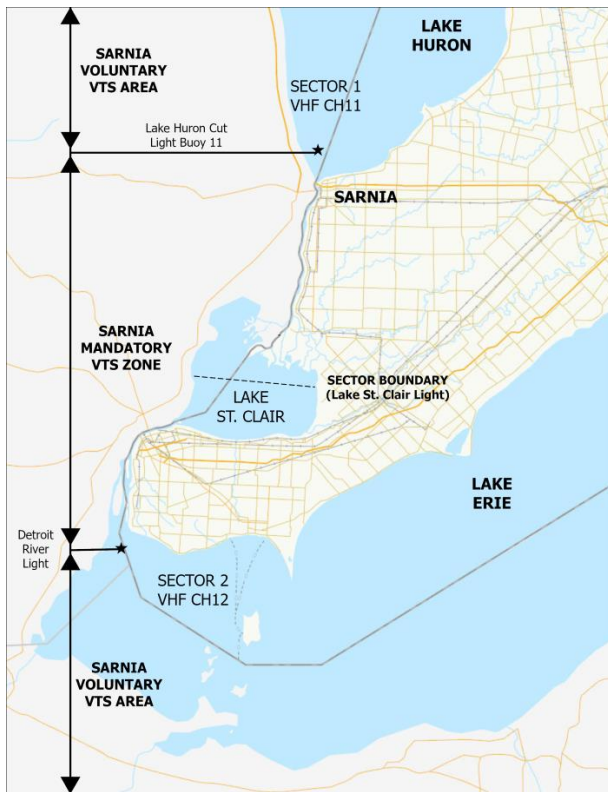 LAKE
HURON
SARNIA
VOLUNTARY
VTS AREA
SECTOR 1
VHF CH11
Lake Huron Cut
Light Buoy 11
SARNIA
SARNIA
MANDATORY
VTS ZONE
SECTOR BOUNDARY
(Lake St. Clair Light)
LAKE
ST. CLAIR
LAKE
ERIE
Detroit
River
Light
SECTOR 2
VHF CH12
SARNIA
VOLUNTARY
VTS AREA